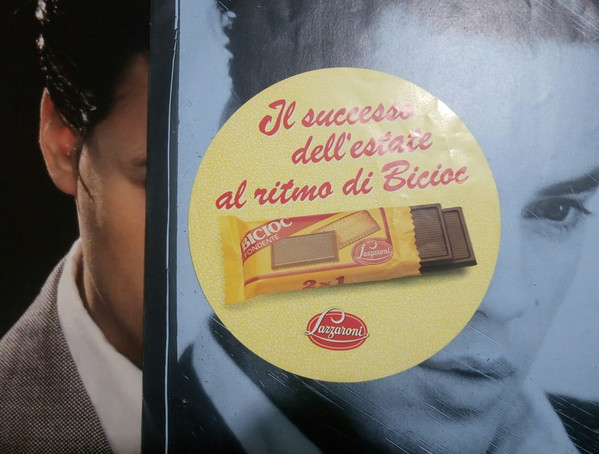 Il successo
dell'estate
al ritmo di Bicioc
BICIOC
FONDENTE
Lazzaroni
2x1
Lazzaroni